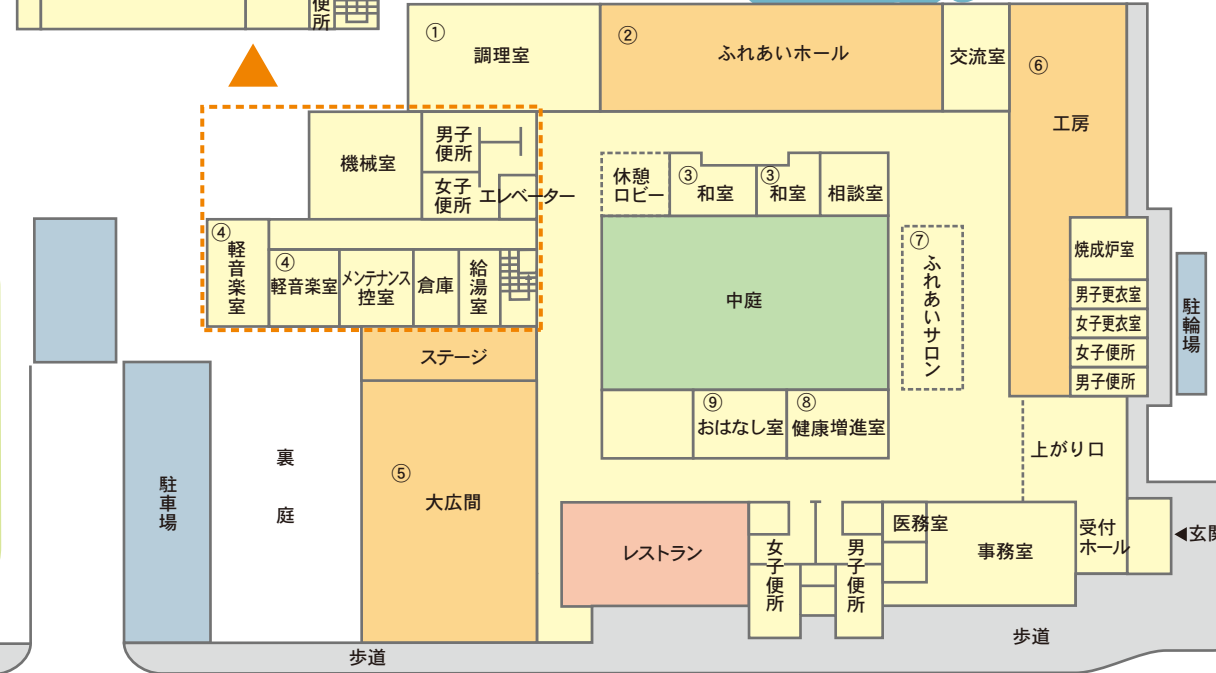 便
所
①
調理室
②
ふれあいホール
交流室
⑥
工房
機械室
男子
便所
女子
便所
エレベーター
休憩
ロビー
③
和室
③
和室
相談室
④
軽音楽室
④
軽音楽室
メンテナンス
控室
倉庫
給湯室
中庭
⑦
ふれあいサロン
焼成炉室
男子更衣室
女子更衣室
女子便所
男子便所
駐輪場
ステージ
⑤
大広間
裏庭
駐車場
⑨
おはなし室
⑧
健康増進室
上がり口
レストラン
女子便所
男子便所
医務室
事務室
受付
ホール
◀玄関
歩道
歩道